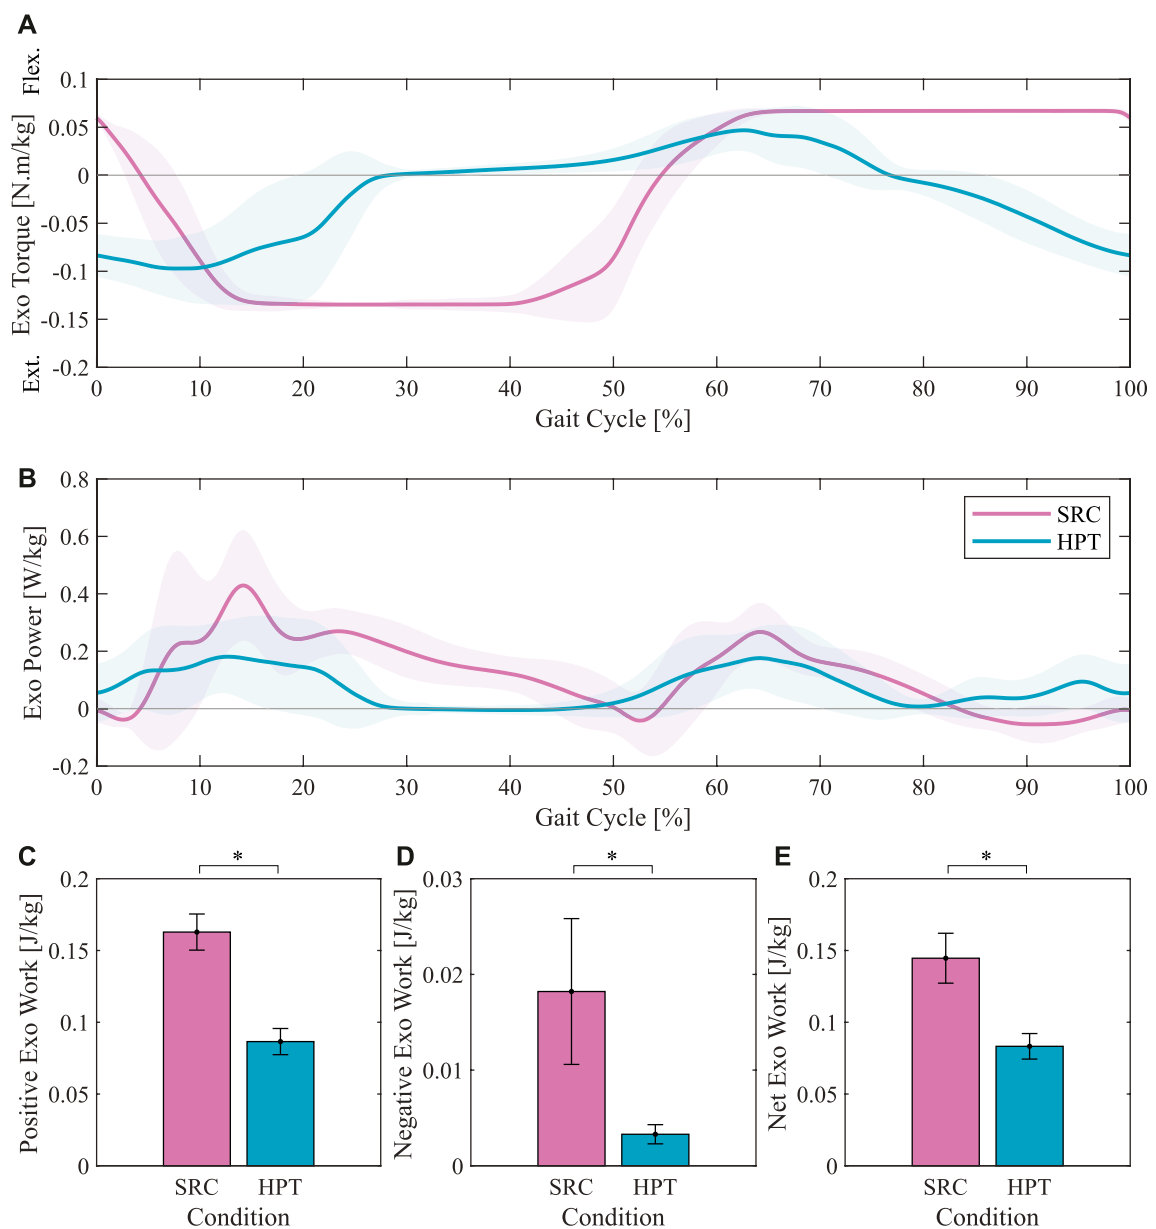 A
Flex.
Exo Torque [N.m/kg]
Ext.
0.1
0.05
0
-0.05
-0.1
-0.15
-0.2
0 10 20 30 40 50 60 70 80 90 100
Gait Cycle [%]
B
Exo Power [W/kg]
0.8
0.6
0.4
0.2
0
-0.2
SRC
HPT
0 10 20 30 40 50 60 70 80 90 100
Gait Cycle [%]
C
*
Positive Exo Work [J/kg]
0.2
0.15
0.1
0.05
0
SRC HPT
Condition
D
*
Negative Exo Work [J/kg]
0.03
0.02
0.01
0
SRC HPT
Condition
E
*
Net Exo Work [J/kg]
0.2
0.15
0.1
0.05
0
SRC HPT
Condition